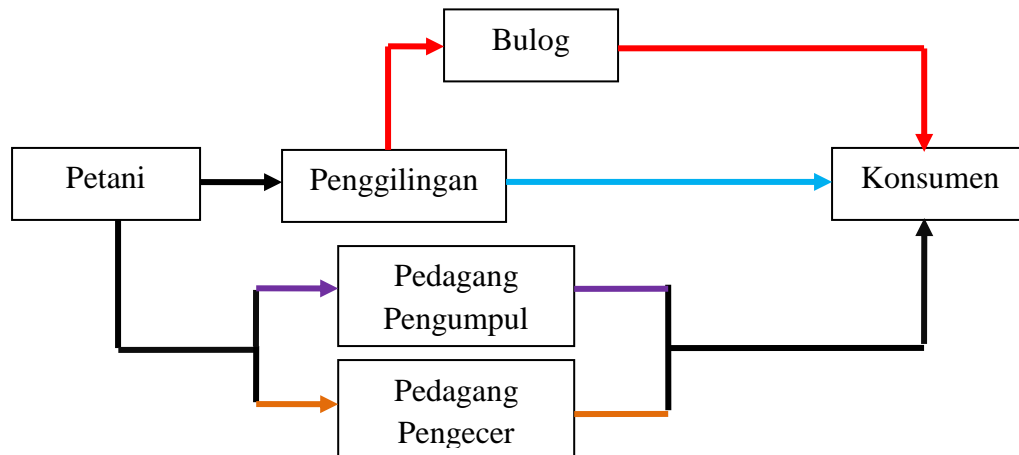 Bulog
Petani
Penggilingan
Konsumen
Pedagang
Pengumpul
Pedagang
Pengecer